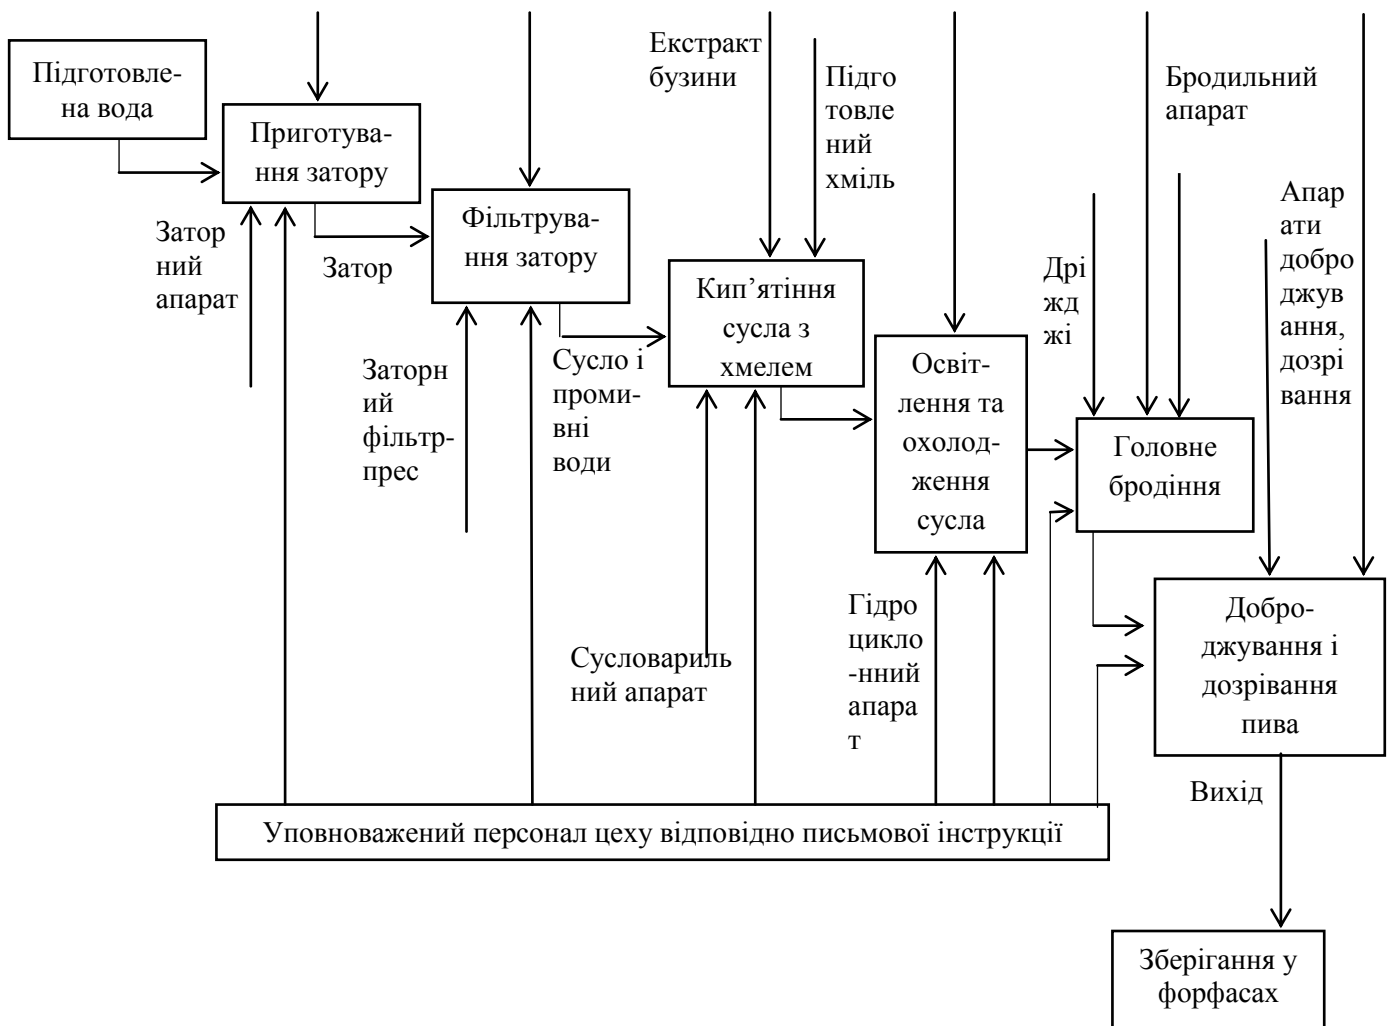 Підготовле-
на вода
Приготува-
ння затору
Затор
ний
апарат
Затор
Фільтрува-
ння затору
Заторн
ий
фільтр-
прес
Сусло і
проми-
вні
води
Екстракт
бузини
Підго
товле
ний
хміль
Кип’ятіння
сусла з
хмелем
Сусловариль
ний апарат
Освіт-
лення та
охолод-
ження
сусла
Гідро
цикло
-нний
апара
т
Дрі
жд
жі
Бродильний
апарат
Головне
бродіння
Апар
ати
добро
джув
ання,
дозрі
вання
Добро-
джування і
дозрівання
пива
Вихід
Уповноважений персонал цеху відповідно письмової інструкції
Зберігання у
форфасах